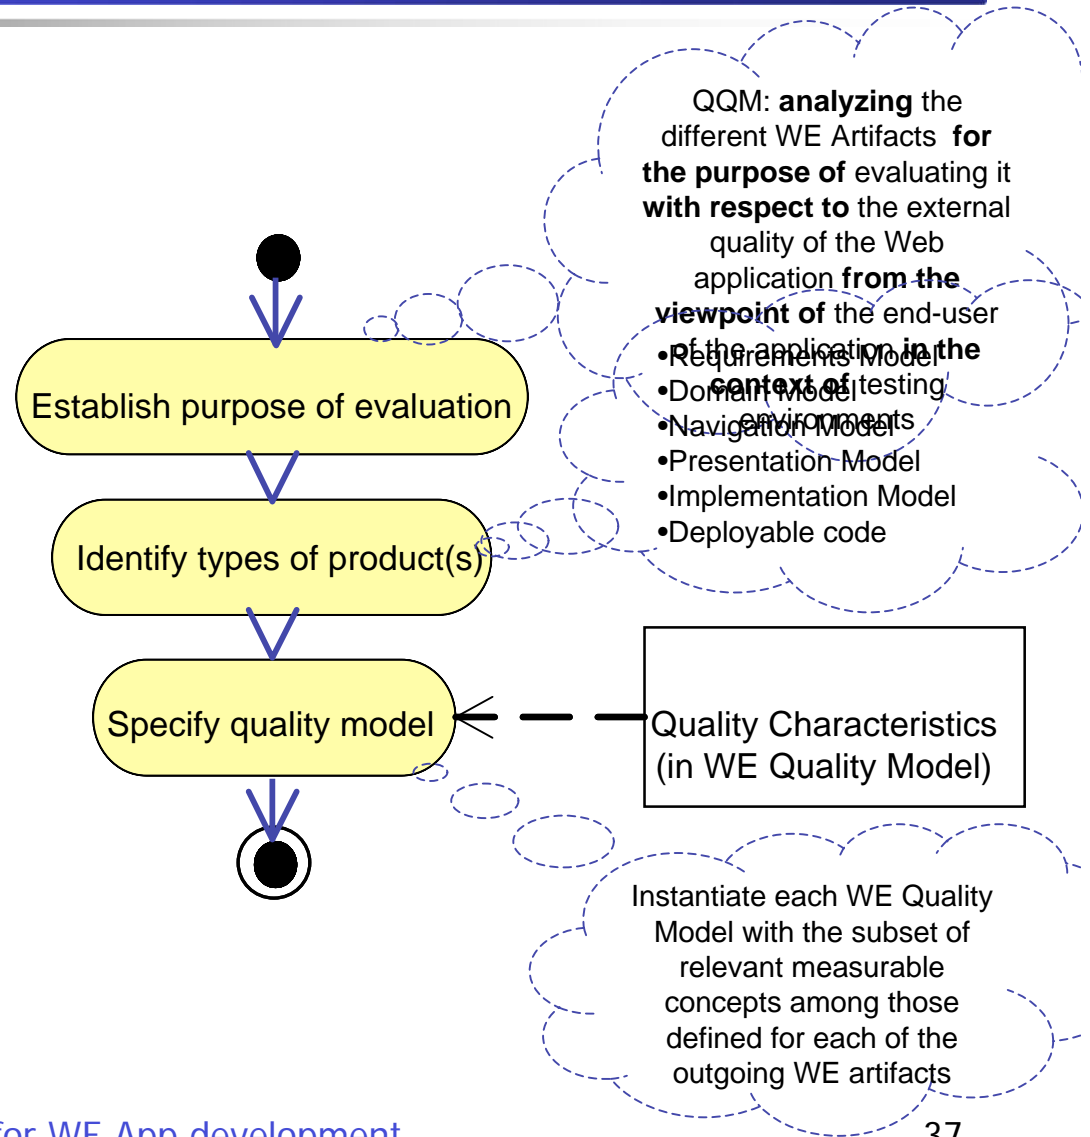 QQM: analyzing the
different WE Artifacts for
the purpose of evaluating it
with respect to the external
quality of the Web
application from the
viewpoint of the end-user
of the application in the
context of testing
environments
•Requirements Model
•Domain Model
•Navigation Model
•Presentation Model
•Implementation Model
•Deployable code
Establish purpose of evaluation
Identify types of product(s)
Specify quality model
Quality Characteristics
(in WE Quality Model)
Instantiate each WE Quality
Model with the subset of
relevant measurable
concepts among those
defined for each of the
outgoing WE artifacts
for WE App development
37